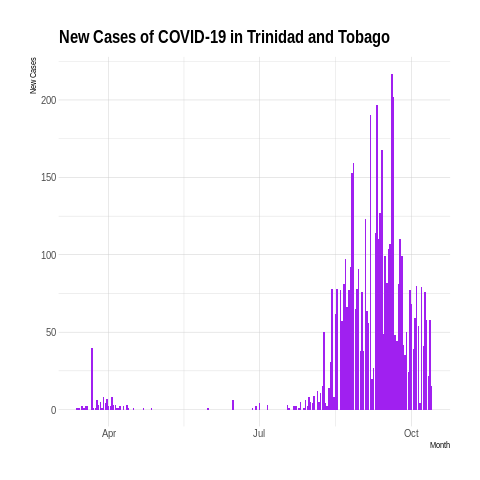 New Cases of COVID-19 in Trinidad and Tobago
New Cases
200
150
100
50
0
Apr
Jul
Oct
Month